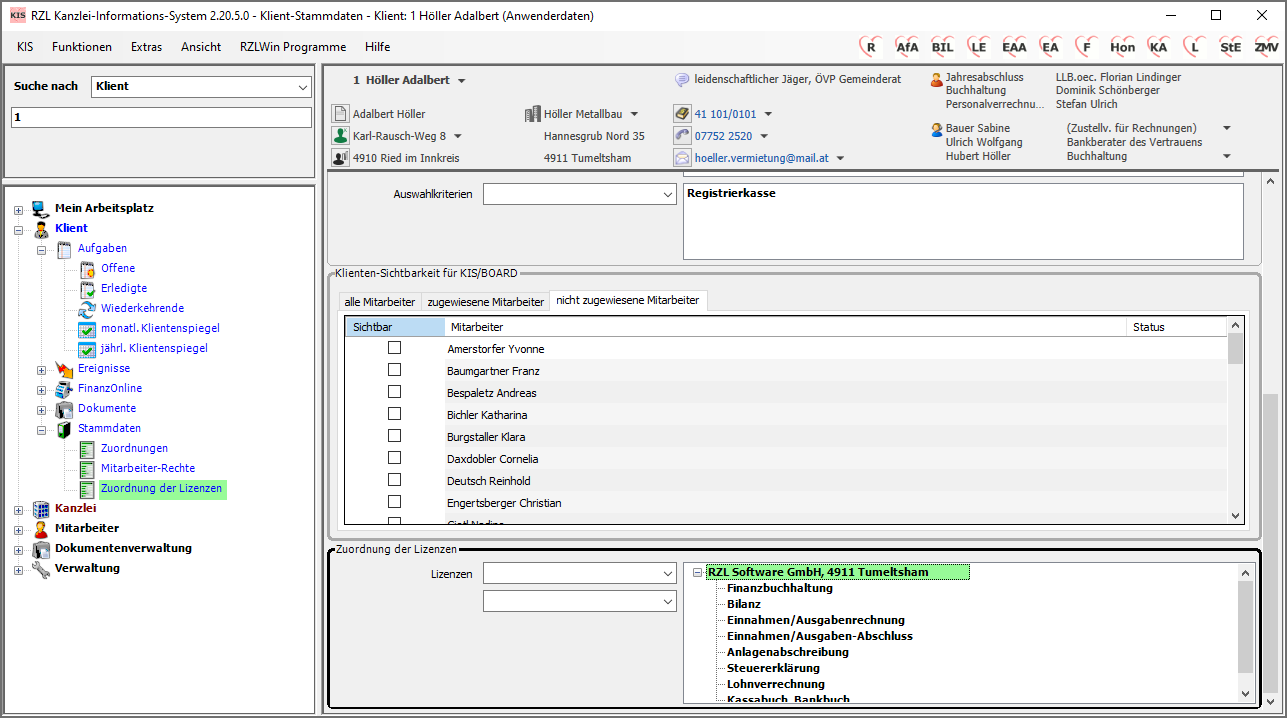 KIS RZL Kanzlei-Informations-System 2.20.5.0 - Klient-Stammdaten - Klient: 1 Höller Adalbert (Anwenderdaten)
KIS Funktionen Extras Ansicht RZLWin Programme Hilfe R AfA BIL LE EAA EA F Hon KA L StE ZMV
Suche nach Klient
1
Mein Arbeitsplatz
Klient
Aufgaben
Offene
Erledigte
Wiederkehrende
monatl. Klientenspiegel
jährl. Klientenspiegel
Ereignisse
FinanzOnline
Dokumente
Stammdaten
Zuordnungen
Mitarbeiter-Rechte
Zuordnung der Lizenzen
Kanzlei
Mitarbeiter
Dokumentenverwaltung
Verwaltung
1 Höller Adalbert
Adalbert Höller
Karl-Rausch-Weg 8
4910 Ried im Innkreis
Höller Metallbau
Hannesgrub Nord 35
4911 Tumeltsham
leidenschaftlicher Jäger, ÖVP Gemeinderat
41 101/0101
07752 2520
hoeller.vermietung@mail.at
Jahresabschluss LLB.oec. Florian Lindinger
Buchhaltung Dominik Schönberger
Personalverrechnu... Stefan Ulrich
Bauer Sabine (Zustellv. für Rechnungen)
Ulrich Wolfgang Bankberater des Vertrauens
Hubert Höller Buchhaltung
Auswahlkriterien Registrierkasse
Klienten-Sichtbarkeit für KIS/BOARD
alle Mitarbeiter zugewiesene Mitarbeiter nicht zugewiesene Mitarbeiter
Sichtbar Mitarbeiter Status
Amerstorfer Yvonne
Baumgartner Franz
Bespaletz Andreas
Bichler Katharina
Burgstaller Klara
Daxdobler Cornelia
Deutsch Reinhold
Engertsberger Christian
Zuordnung der Lizenzen
Lizenzen
RZL Software GmbH, 4911 Tumeltsham
Finanzbuchhaltung
Bilanz
Einnahmen/Ausgabenrechnung
Einnahmen/Ausgaben-Abschluss
Anlagenabschreibung
Steuererklärung
Lohnverrechnung
Kassabuch, Bankbuch